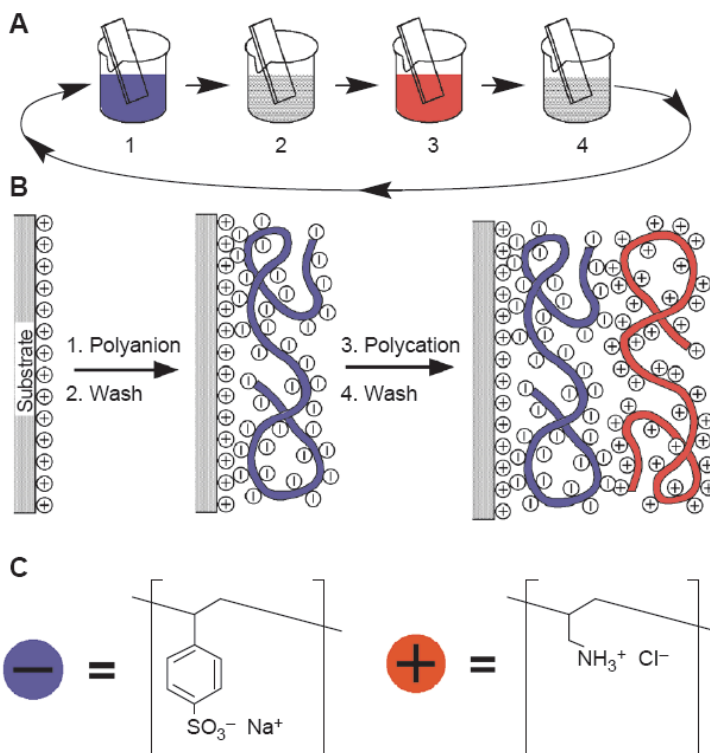 A
1 2 3 4
B
Substrate
1. Polyanion
2. Wash
3. Polycation
4. Wash
C
− =
SO₃⁻ Na⁺
+ =
NH₃⁺ Cl⁻